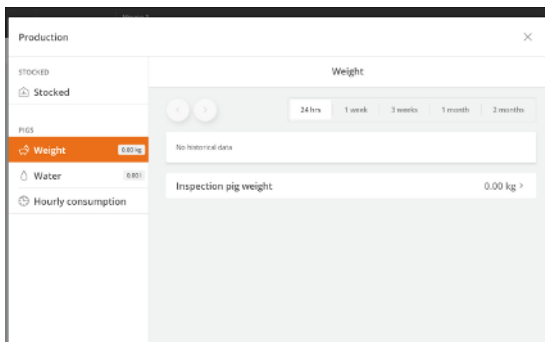 Production
STOCKED
Stocked
PIGS
Weight 0.00 kg
Water 0.00 l
Hourly consumption
Weight
24 hrs 1 week 3 weeks 1 month 2 months
No historical data
Inspection pig weight 0.00 kg